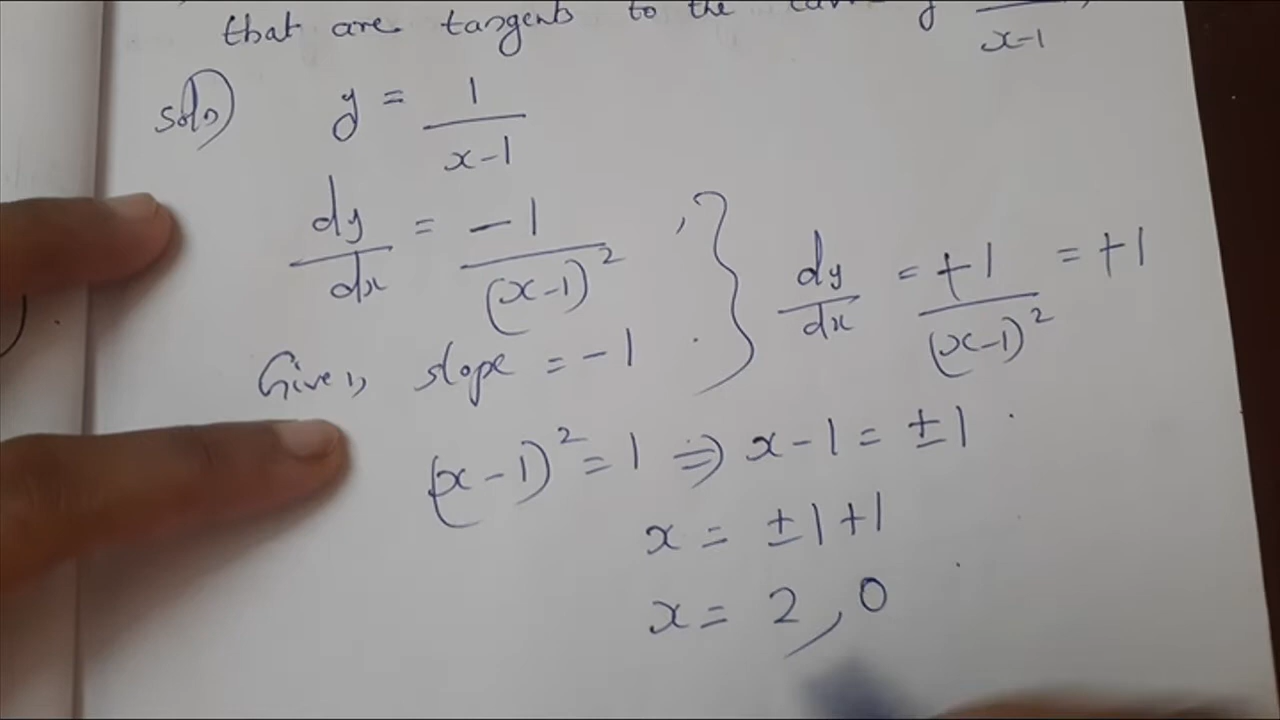 that are tangents to the y x-1
Soln) y = 1/(x-1)
dy/dx = -1/(x-1)² , } dy/dx = +1/(x-1)² = +1
Given slope = -1 .
(x-1)² = 1 ⇒ x-1 = ±1 .
x = ±1+1
x = 2, 0